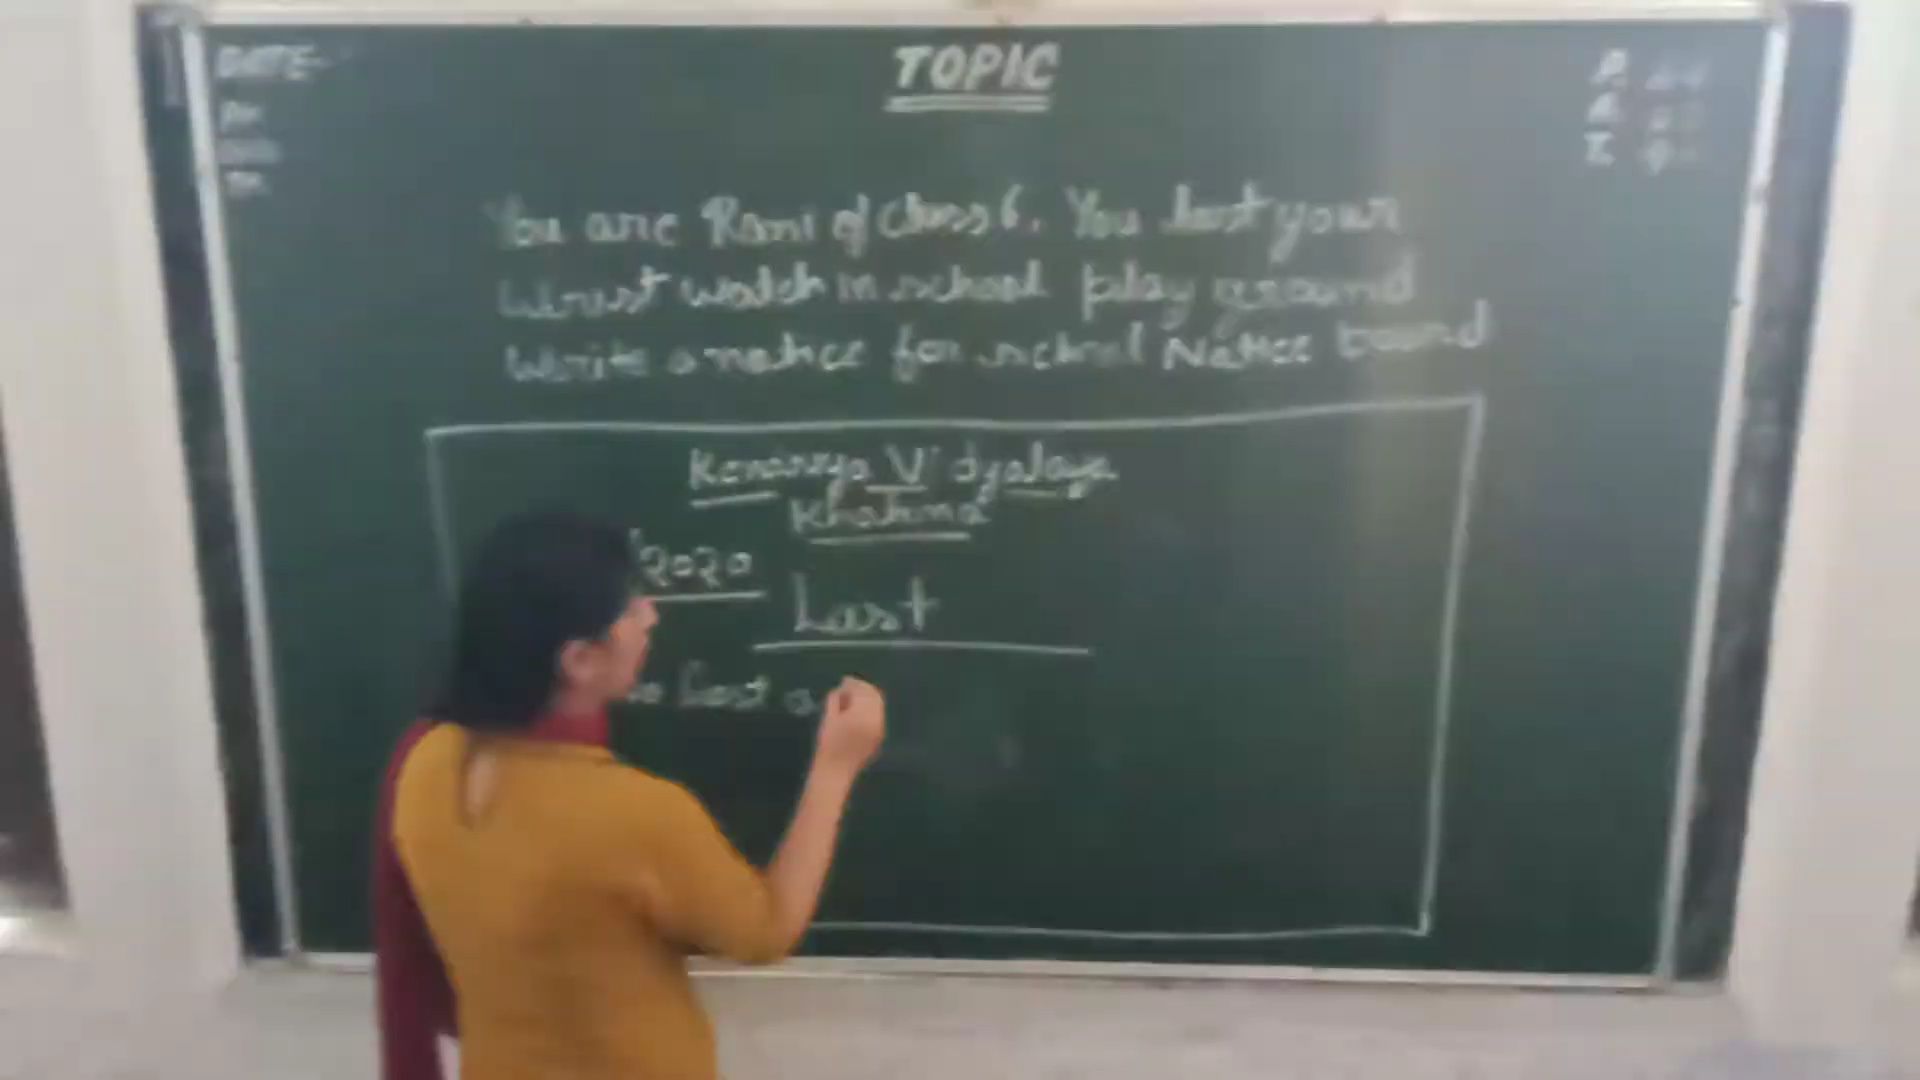 DATE-
TOPIC
P.
A.
T.
You are Rani of class 6. You lost your
Wrist watch in school play ground
Write a notice for school Notice board
Kendriya Vidyalaya
Khatima
2020
Lost
lost a